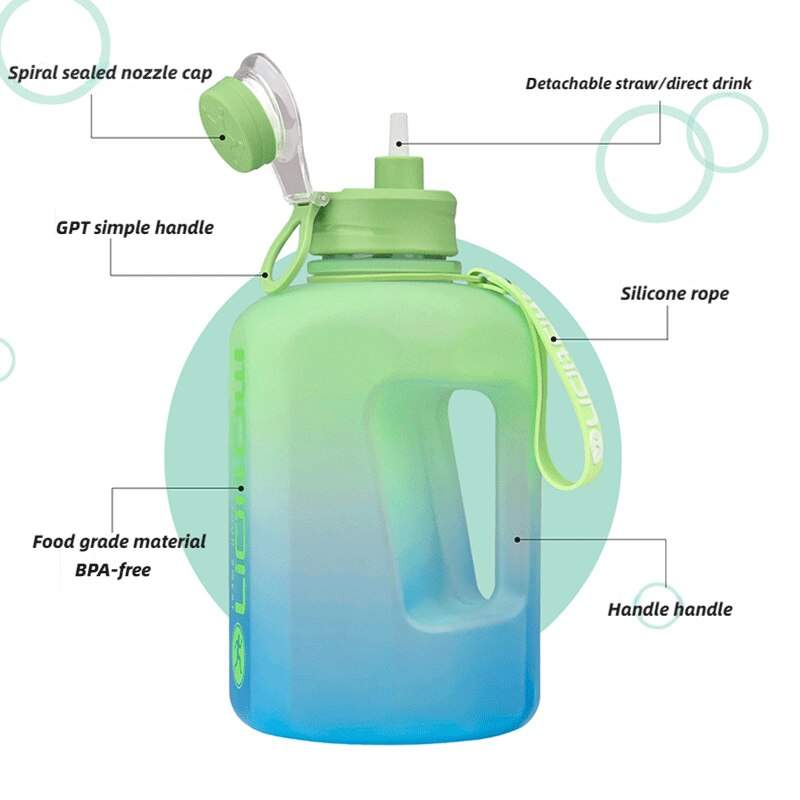 Spiral sealed nozzle cap
Detachable straw/direct drink
GPT simple handle
Silicone rope
Food grade material
BPA-free
Handle handle